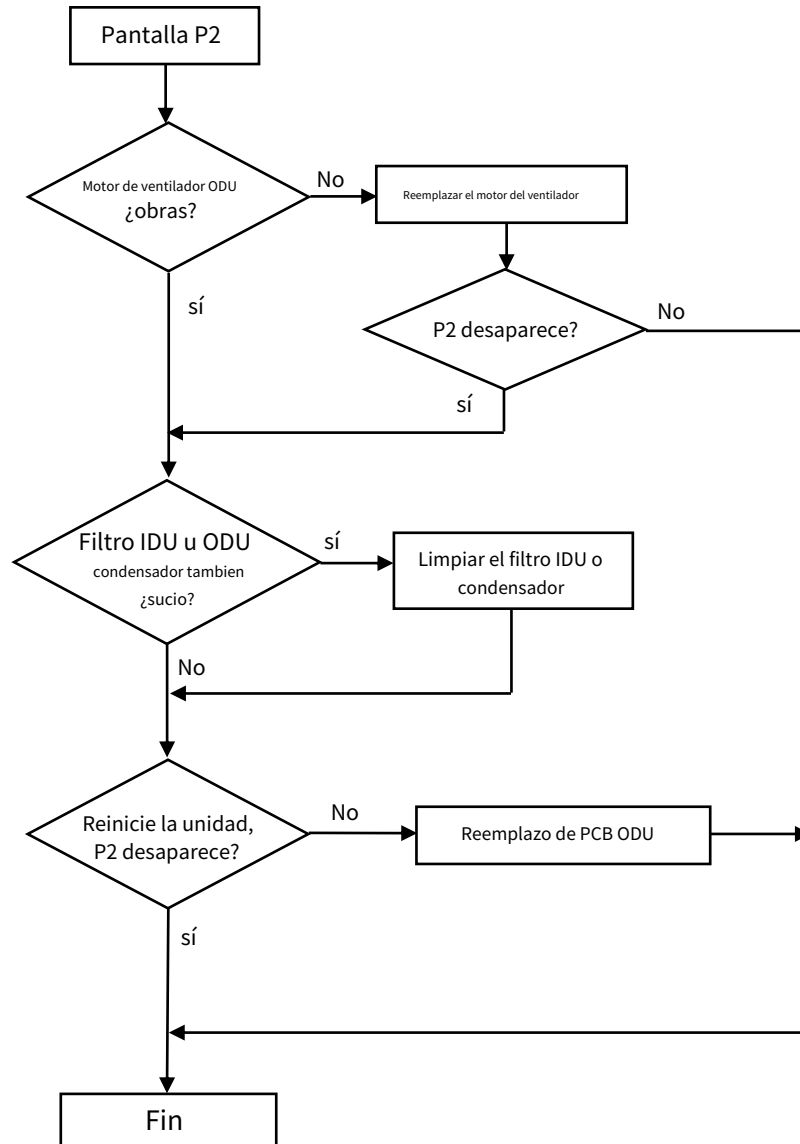 Pantalla P2
Motor de ventilador ODU
¿obras?
No
Reemplazar el motor del ventilador
sí
P2 desaparece?
No
sí
Filtro IDU u ODU
condensador tambien
¿sucio?
sí
Limpiar el filtro IDU o
condensador
No
Reinicie la unidad,
P2 desaparece?
No
Reemplazo de PCB ODU
sí
Fin